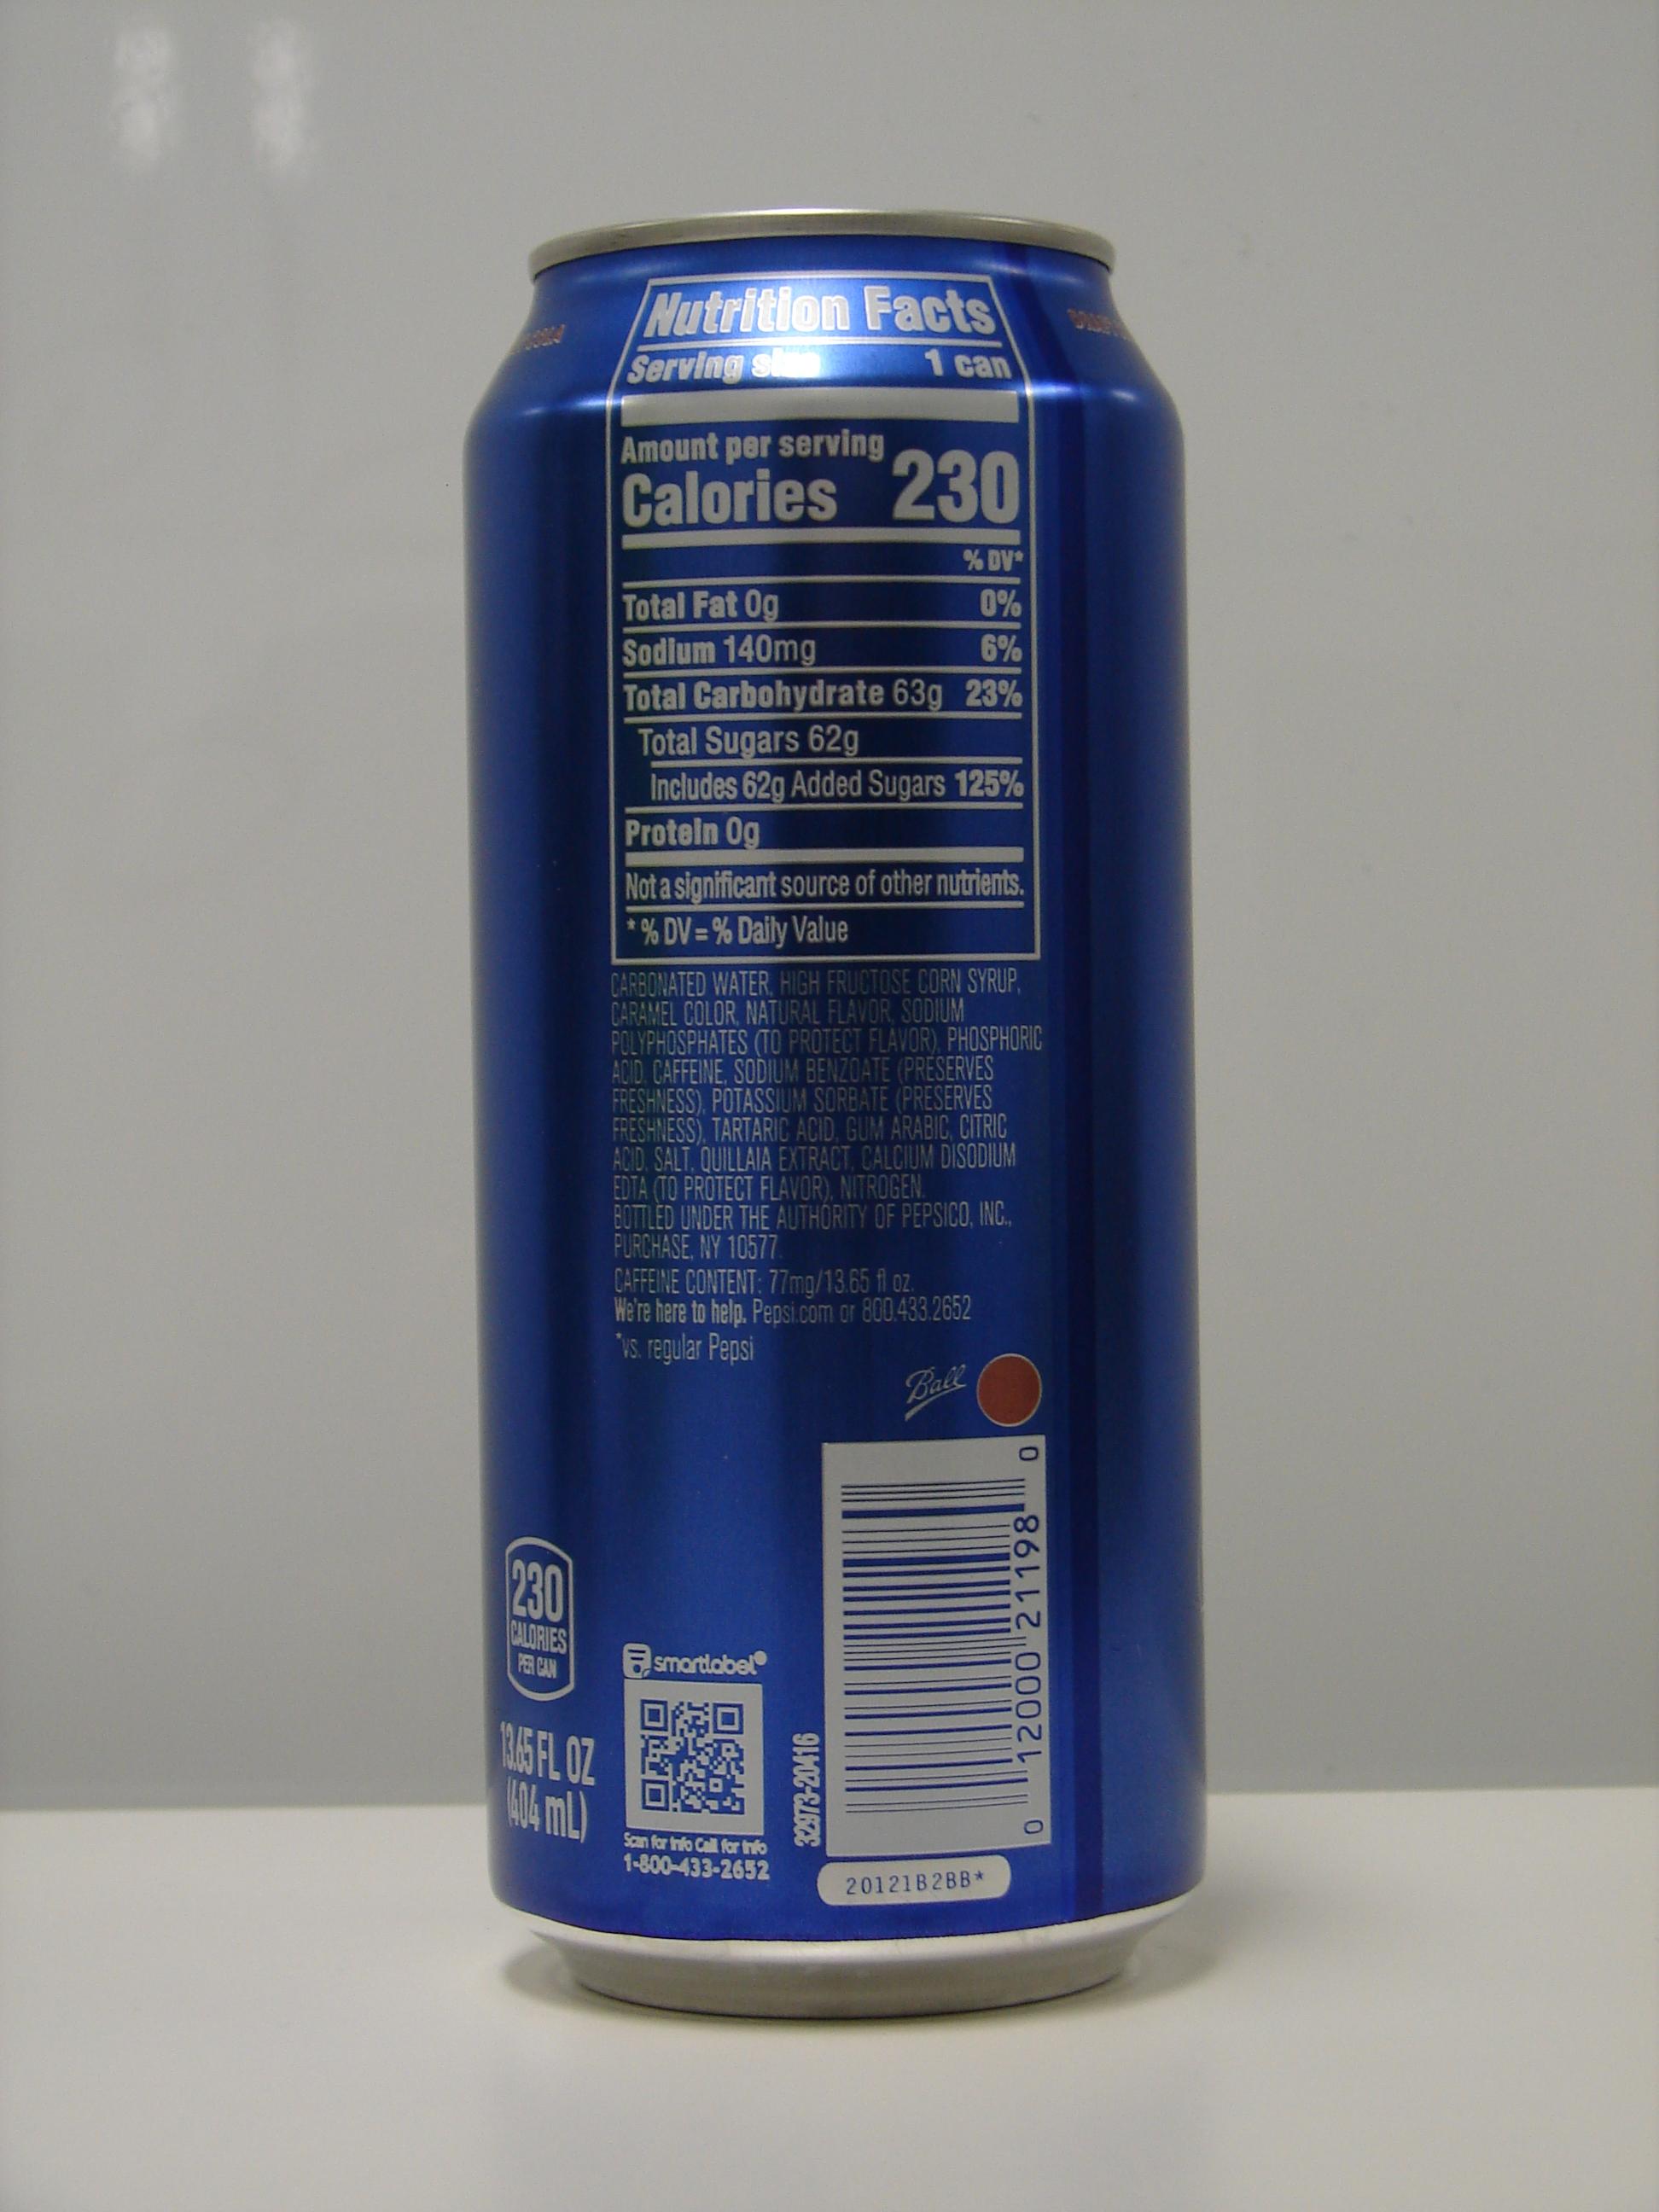 Nutrition Facts
Serving size 1 can
Amount per serving
Calories 230
% DV*
Total Fat 0g 0%
Sodium 140mg 6%
Total Carbohydrate 63g 23%
Total Sugars 62g
Includes 62g Added Sugars 125%
Protein 0g
Not a significant source of other nutrients.
* % DV = % Daily Value
CARBONATED WATER, HIGH FRUCTOSE CORN SYRUP,
CARAMEL COLOR, NATURAL FLAVOR, SODIUM
POLYPHOSPHATES (TO PROTECT FLAVOR), PHOSPHORIC
ACID, CAFFEINE, SODIUM BENZOATE (PRESERVES
FRESHNESS), POTASSIUM SORBATE (PRESERVES
FRESHNESS), TARTARIC ACID, GUM ARABIC, CITRIC
ACID, SALT, QUILLAIA EXTRACT, CALCIUM DISODIUM
EDTA (TO PROTECT FLAVOR), NITROGEN.
BOTTLED UNDER THE AUTHORITY OF PEPSICO, INC.,
PURCHASE, NY 10577.
CAFFEINE CONTENT: 77mg/13.65 fl oz.
We're here to help. Pepsi.com or 800.433.2652
*vs. regular Pepsi
Ball
230
CALORIES
PER CAN
13.65 FL OZ
(404 mL)
smartlabel®
Scan for info Call for info
1-800-433-2652
32973-20416
0 12000 21198 0
20121B2BB*